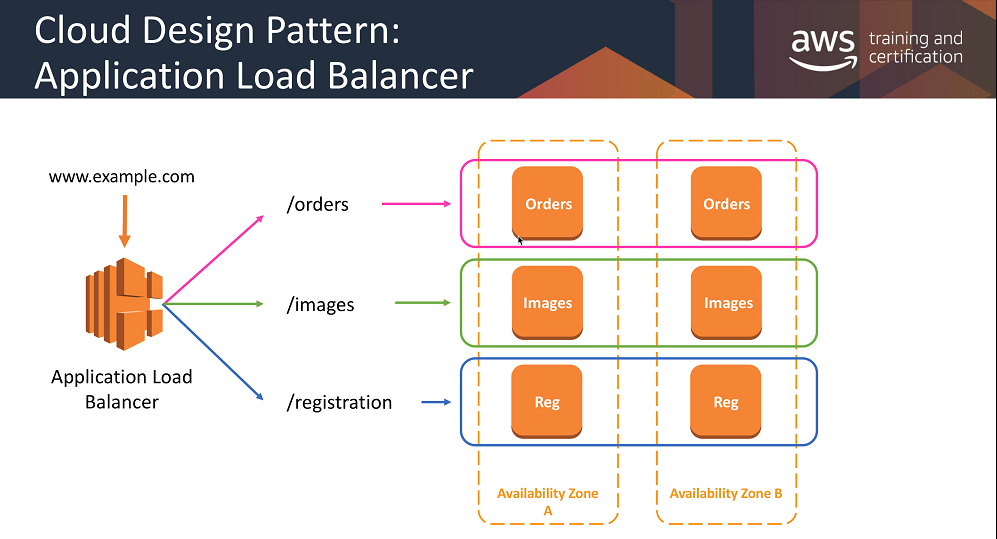 Cloud Design Pattern:
Application Load Balancer
aws training and
certification
www.example.com
Application Load
Balancer
/orders
/images
/registration
Orders
Orders
Images
Images
Reg
Reg
Availability Zone
A
Availability Zone B